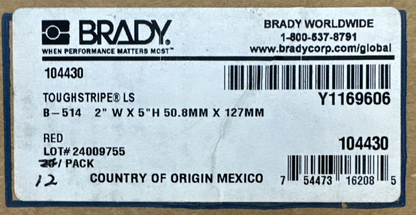 BRADY.
WHEN PERFORMANCE MATTERS MOST™
BRADY WORLDWIDE
1-800-537-8791
www.bradycorp.com/global
104430
TOUGHSTRIPE® LS
Y1169606
B-514 2" W X 5"H 50.8MM X 127MM
RED
104430
LOT# 24009755
/ PACK
12
COUNTRY OF ORIGIN MEXICO
7 54473 16208 5